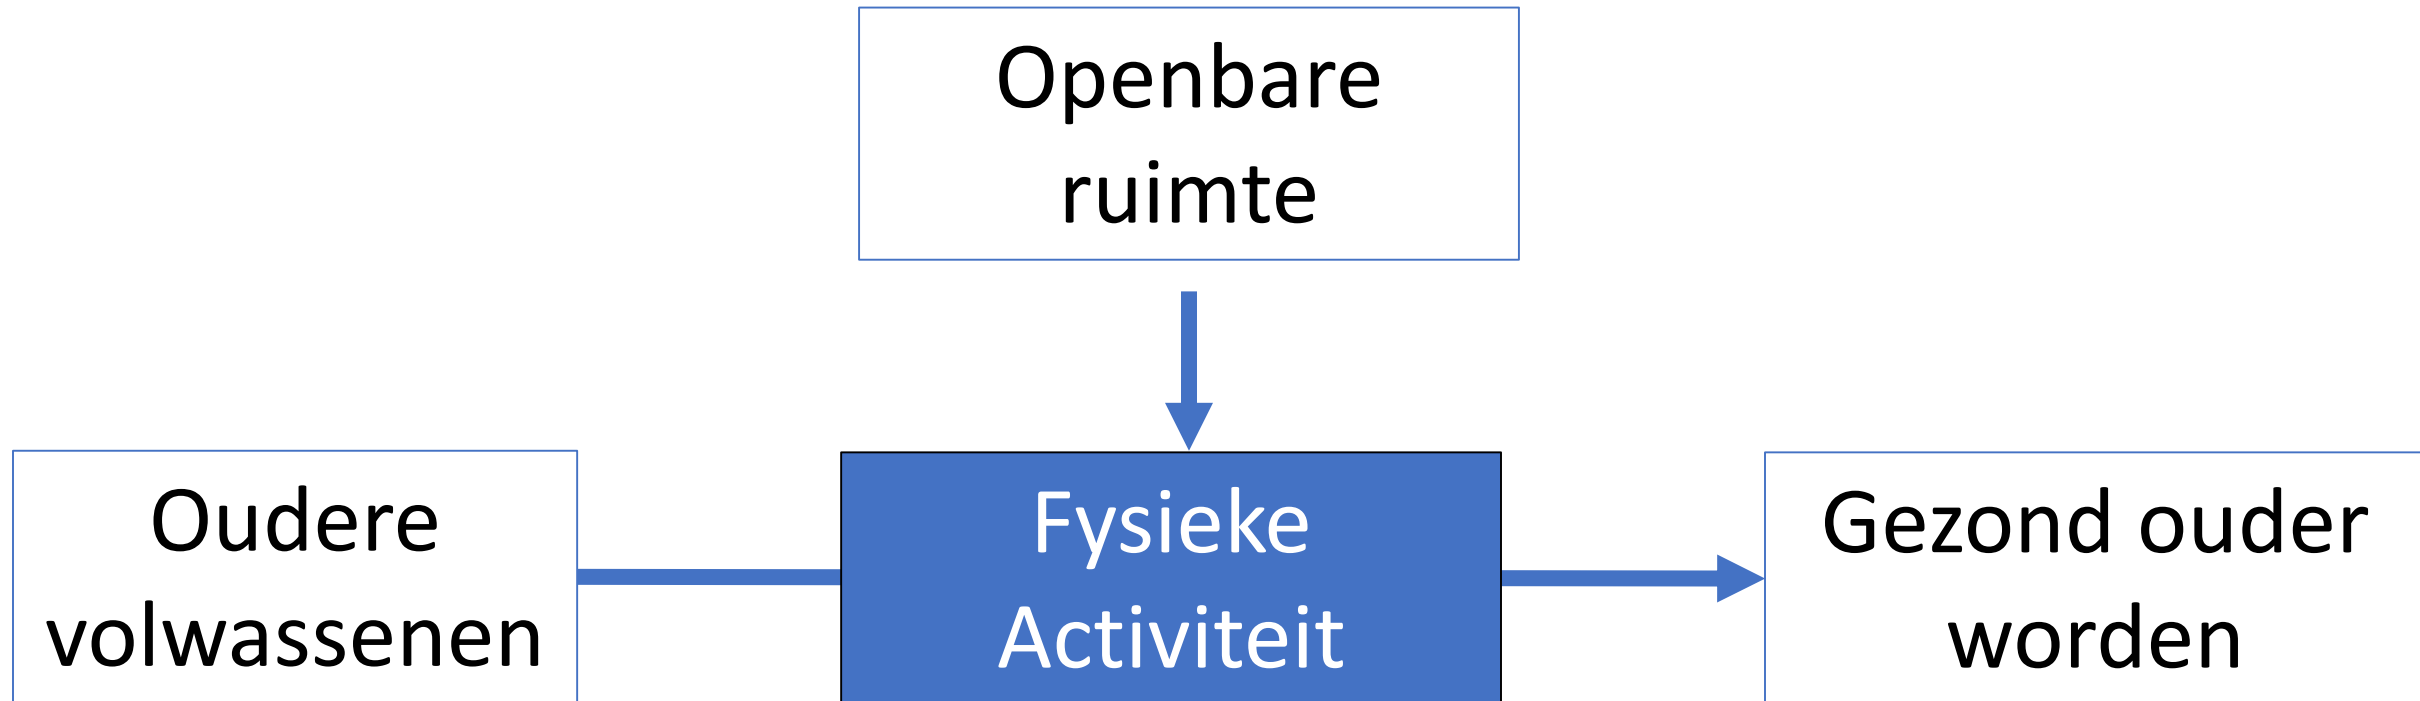 Openbare
ruimte
Oudere
volwassenen
Fysieke
Activiteit
Gezond ouder
worden